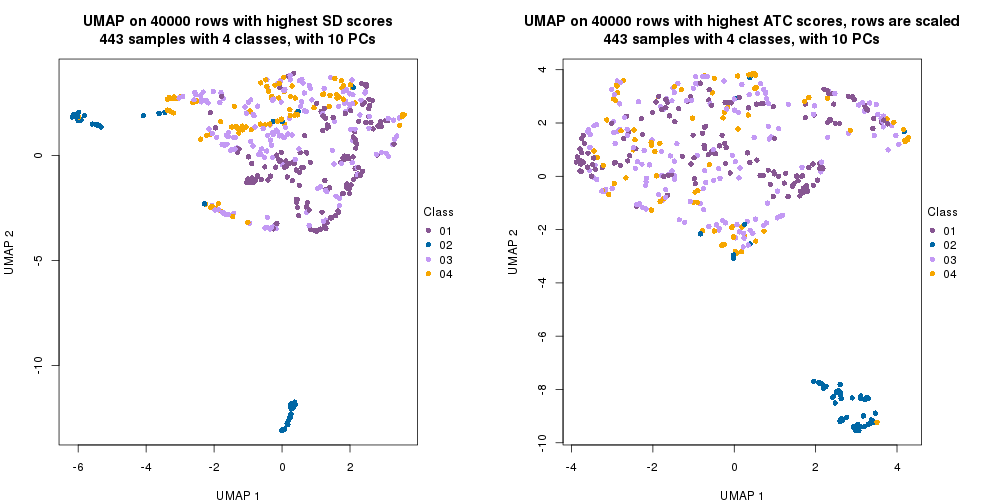 UMAP on 40000 rows with highest SD scores
443 samples with 4 classes, with 10 PCs
UMAP 2
0
-5
-10
-6
-4
-2
0
2
UMAP 1
Class
01
02
03
04
UMAP on 40000 rows with highest ATC scores, rows are scaled
443 samples with 4 classes, with 10 PCs
UMAP 2
4
2
0
-2
-4
-6
-8
-10
-4
-2
0
2
4
UMAP 1
Class
01
02
03
04